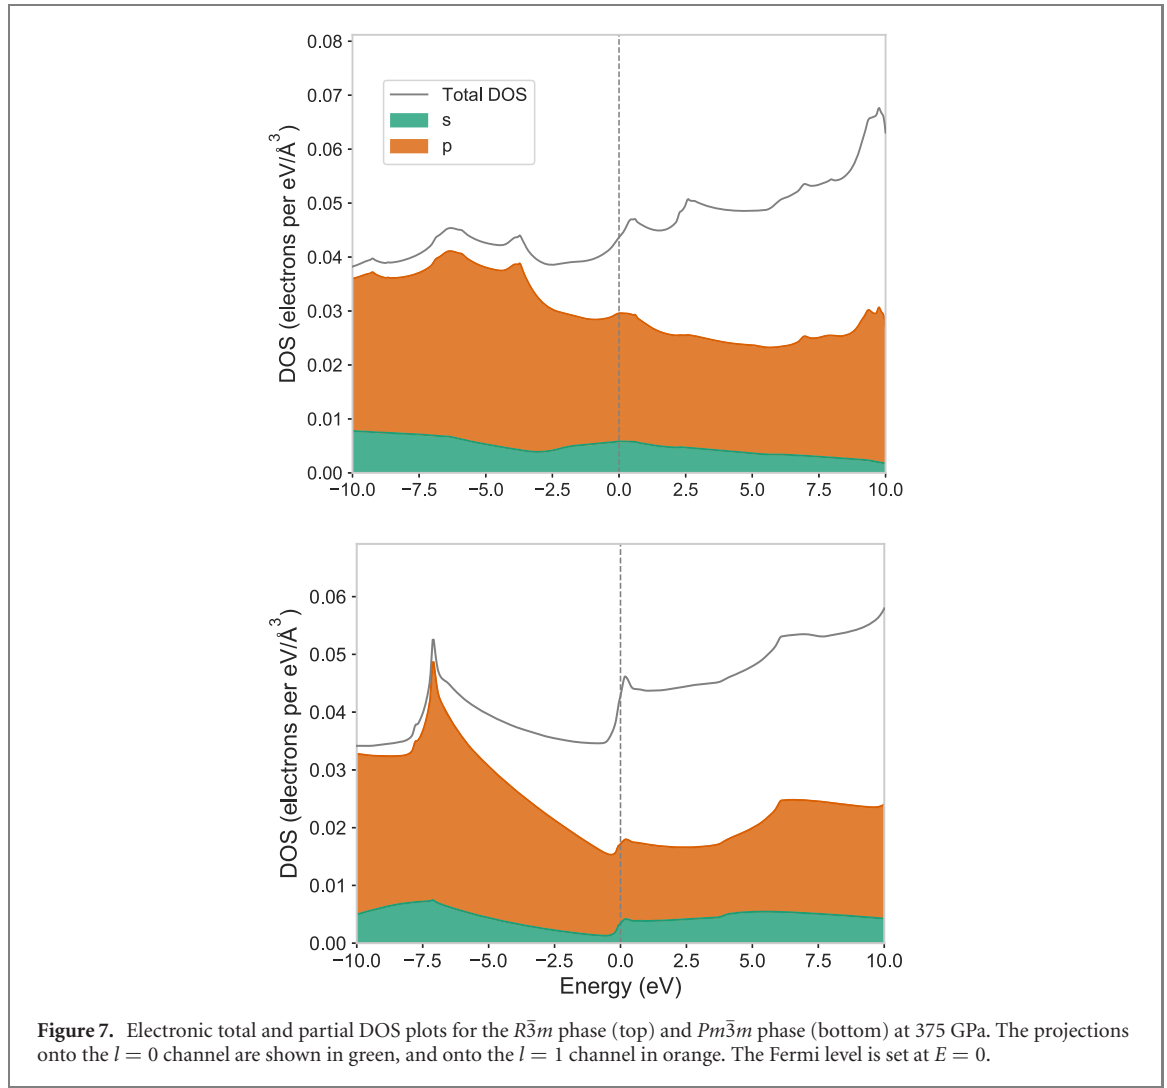 0.08
0.07
0.06
0.05
0.04
0.03
0.02
0.01
0.00
DOS (electrons per eV/Å³)
Total DOS
s
p
−10.0 −7.5 −5.0 −2.5 0.0 2.5 5.0 7.5 10.0
0.06
0.05
0.04
0.03
0.02
0.01
0.00
DOS (electrons per eV/Å³)
−10.0 −7.5 −5.0 −2.5 0.0 2.5 5.0 7.5 10.0
Energy (eV)
Figure 7. Electronic total and partial DOS plots for the R3̄m phase (top) and Pm3̄m phase (bottom) at 375 GPa. The projections
onto the l = 0 channel are shown in green, and onto the l = 1 channel in orange. The Fermi level is set at E = 0.